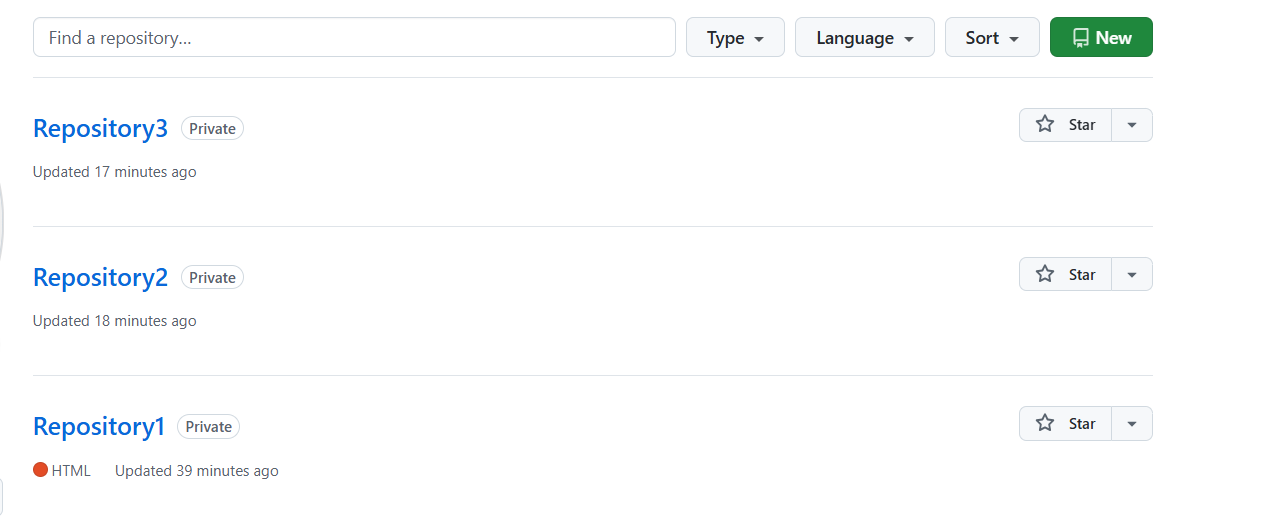 Find a repository... Type Language Sort New
Repository3 Private Star
Updated 17 minutes ago
Repository2 Private Star
Updated 18 minutes ago
Repository1 Private Star
HTML Updated 39 minutes ago